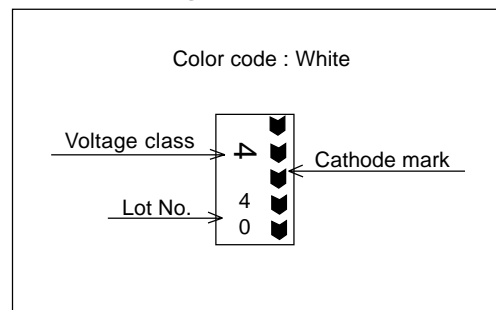 Color code : White
Voltage class
4
Cathode mark
Lot No.
4
0